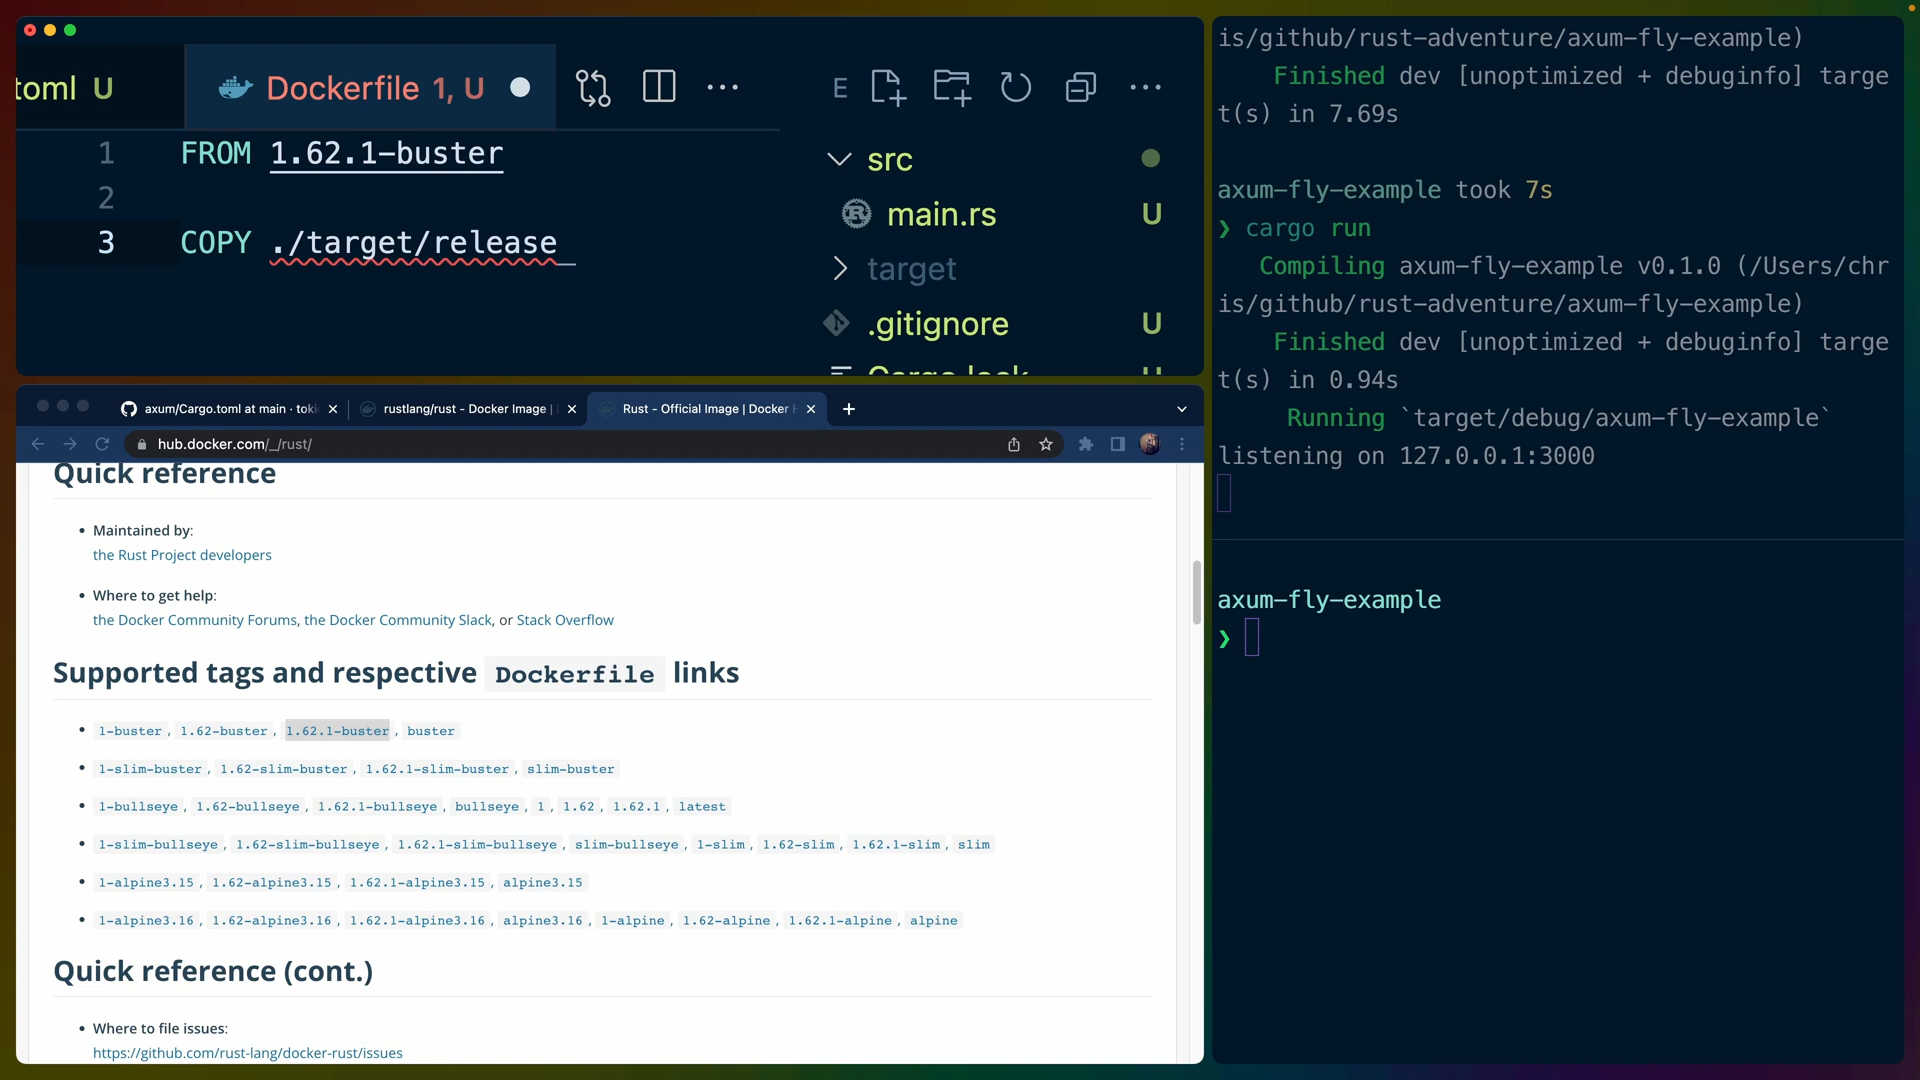 toml U
Dockerfile 1, U
E
1 FROM 1.62.1-buster
2
3 COPY ./target/release_
src
main.rs U
target
.gitignore U
Cargo.lock U
axum/Cargo.toml at main · toki
rustlang/rust - Docker Image |
Rust - Official Image | Docker H
hub.docker.com/_/rust/
Quick reference
Maintained by:
the Rust Project developers
Where to get help:
the Docker Community Forums, the Docker Community Slack, or Stack Overflow
Supported tags and respective Dockerfile links
1-buster , 1.62-buster , 1.62.1-buster , buster
1-slim-buster , 1.62-slim-buster , 1.62.1-slim-buster , slim-buster
1-bullseye , 1.62-bullseye , 1.62.1-bullseye , bullseye , 1 , 1.62 , 1.62.1 , latest
1-slim-bullseye , 1.62-slim-bullseye , 1.62.1-slim-bullseye , slim-bullseye , 1-slim , 1.62-slim , 1.62.1-slim , slim
1-alpine3.15 , 1.62-alpine3.15 , 1.62.1-alpine3.15 , alpine3.15
1-alpine3.16 , 1.62-alpine3.16 , 1.62.1-alpine3.16 , alpine3.16 , 1-alpine , 1.62-alpine , 1.62.1-alpine , alpine
Quick reference (cont.)
Where to file issues:
https://github.com/rust-lang/docker-rust/issues
is/github/rust-adventure/axum-fly-example)
Finished dev [unoptimized + debuginfo] targe
t(s) in 7.69s
axum-fly-example took 7s
❯ cargo run
Compiling axum-fly-example v0.1.0 (/Users/chr
is/github/rust-adventure/axum-fly-example)
Finished dev [unoptimized + debuginfo] targe
t(s) in 0.94s
Running `target/debug/axum-fly-example`
listening on 127.0.0.1:3000
axum-fly-example
❯